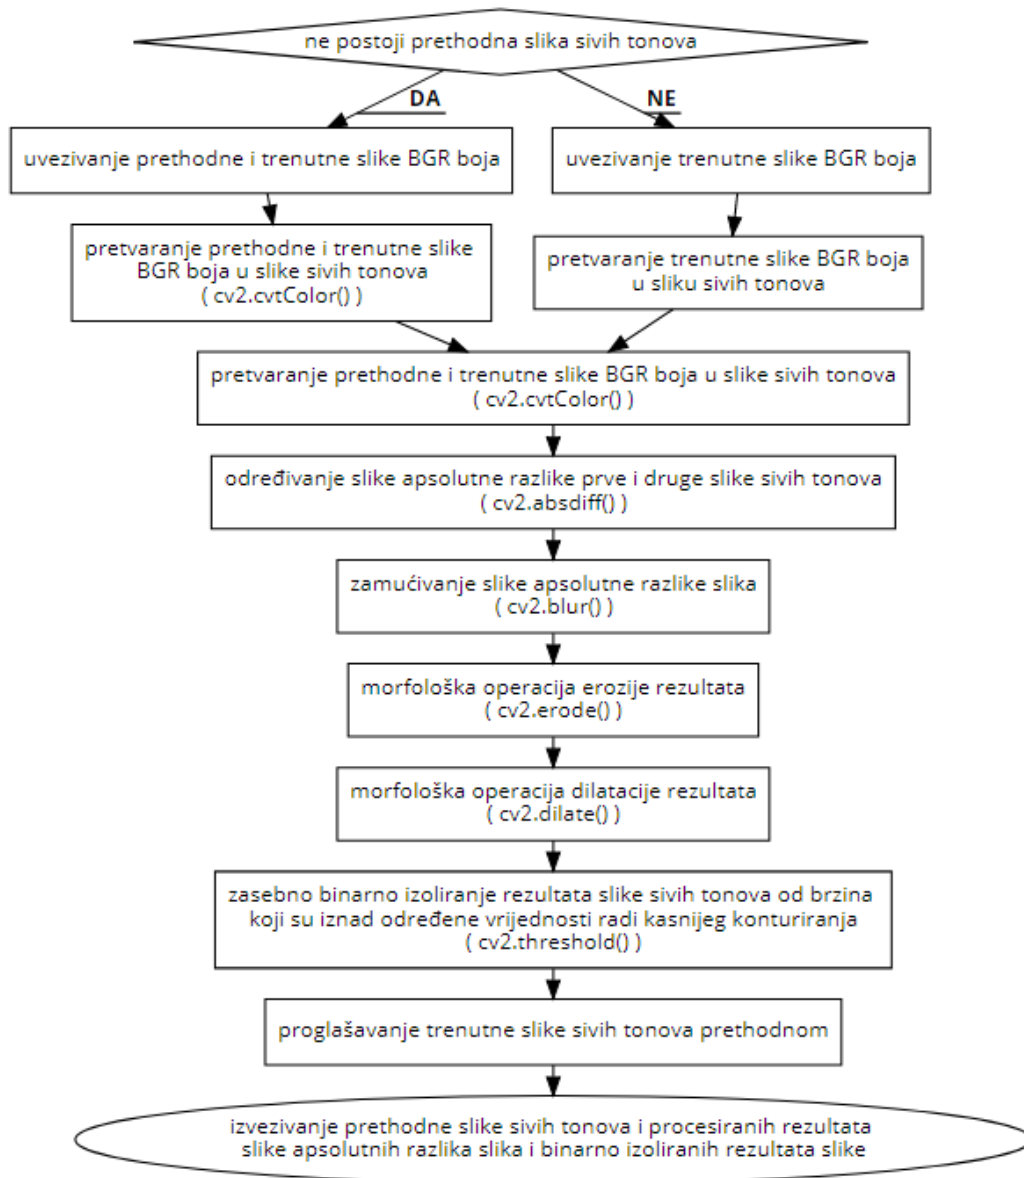 ne postoji prethodna slika sivih tonova
DA
NE
uvezivanje prethodne i trenutne slike BGR boja
uvezivanje trenutne slike BGR boja
pretvaranje prethodne i trenutne slike
BGR boja u slike sivih tonova
( cv2.cvtColor() )
pretvaranje trenutne slike BGR boja
u sliku sivih tonova
pretvaranje prethodne i trenutne slike BGR boja u slike sivih tonova
( cv2.cvtColor() )
određivanje slike apsolutne razlike prve i druge slike sivih tonova
( cv2.absdiff() )
zamućivanje slike apsolutne razlike slika
( cv2.blur() )
morfološka operacija erozije rezultata
( cv2.erode() )
morfološka operacija dilatacije rezultata
( cv2.dilate() )
zasebno binarno izoliranje rezultata slike sivih tonova od brzina
koji su iznad određene vrijednosti radi kasnijeg konturiranja
( cv2.threshold() )
proglašavanje trenutne slike sivih tonova prethodnom
izvezivanje prethodne slike sivih tonova i procesiranih rezultata
slike apsolutnih razlika slika i binarno izoliranih rezultata slike